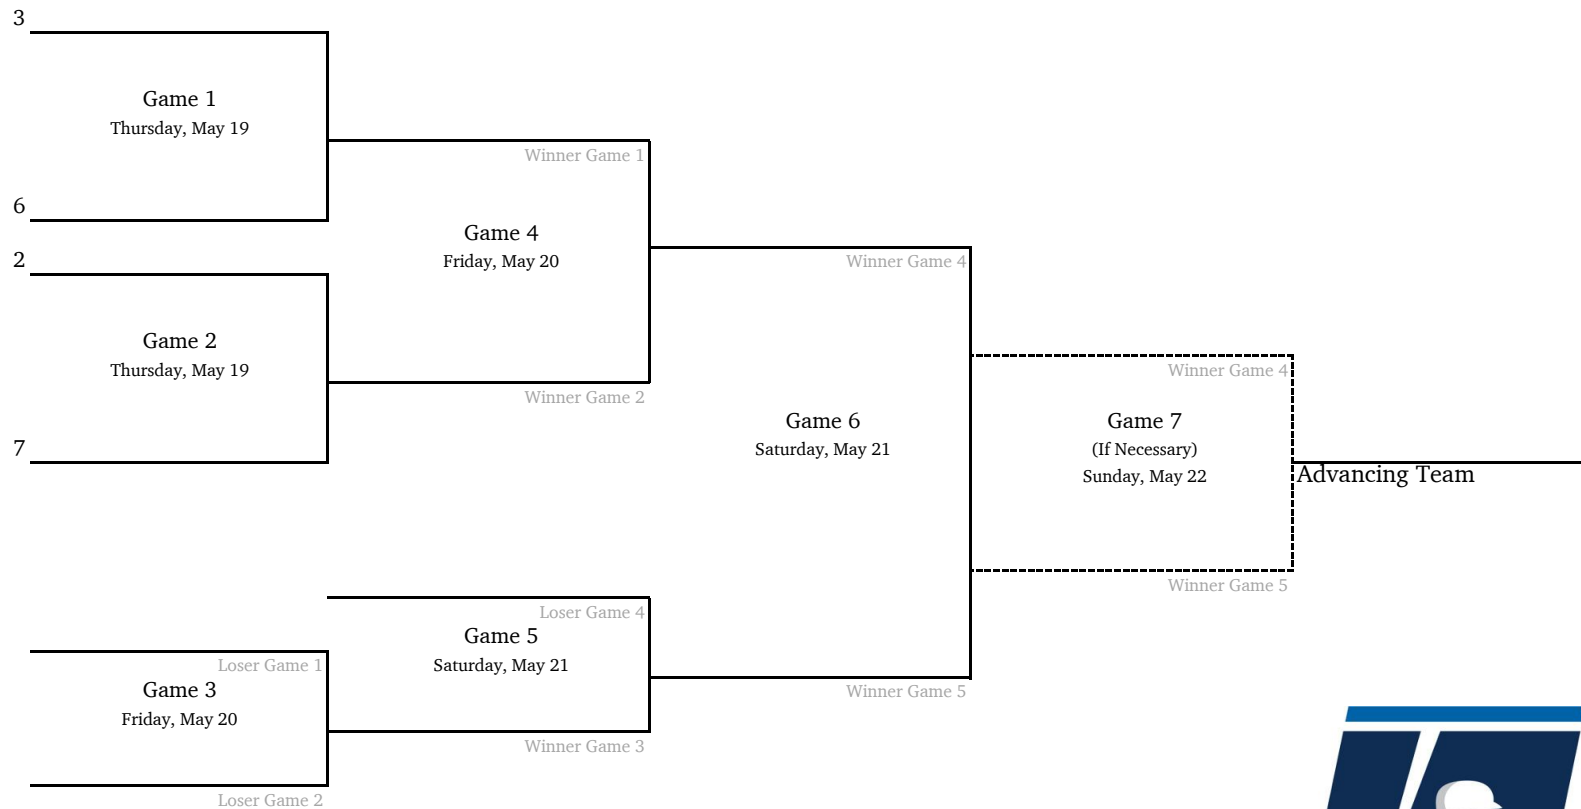 3
Game 1
Thursday, May 19
Winner Game 1
6
Game 4
Friday, May 20
2
Winner Game 4
Game 2
Thursday, May 19
Winner Game 4
Winner Game 2
Game 6
Saturday, May 21
Game 7
(If Necessary)
Sunday, May 22
7
Advancing Team
Winner Game 5
Loser Game 4
Game 5
Saturday, May 21
Loser Game 1
Game 3
Friday, May 20
Winner Game 5
Winner Game 3
Loser Game 2